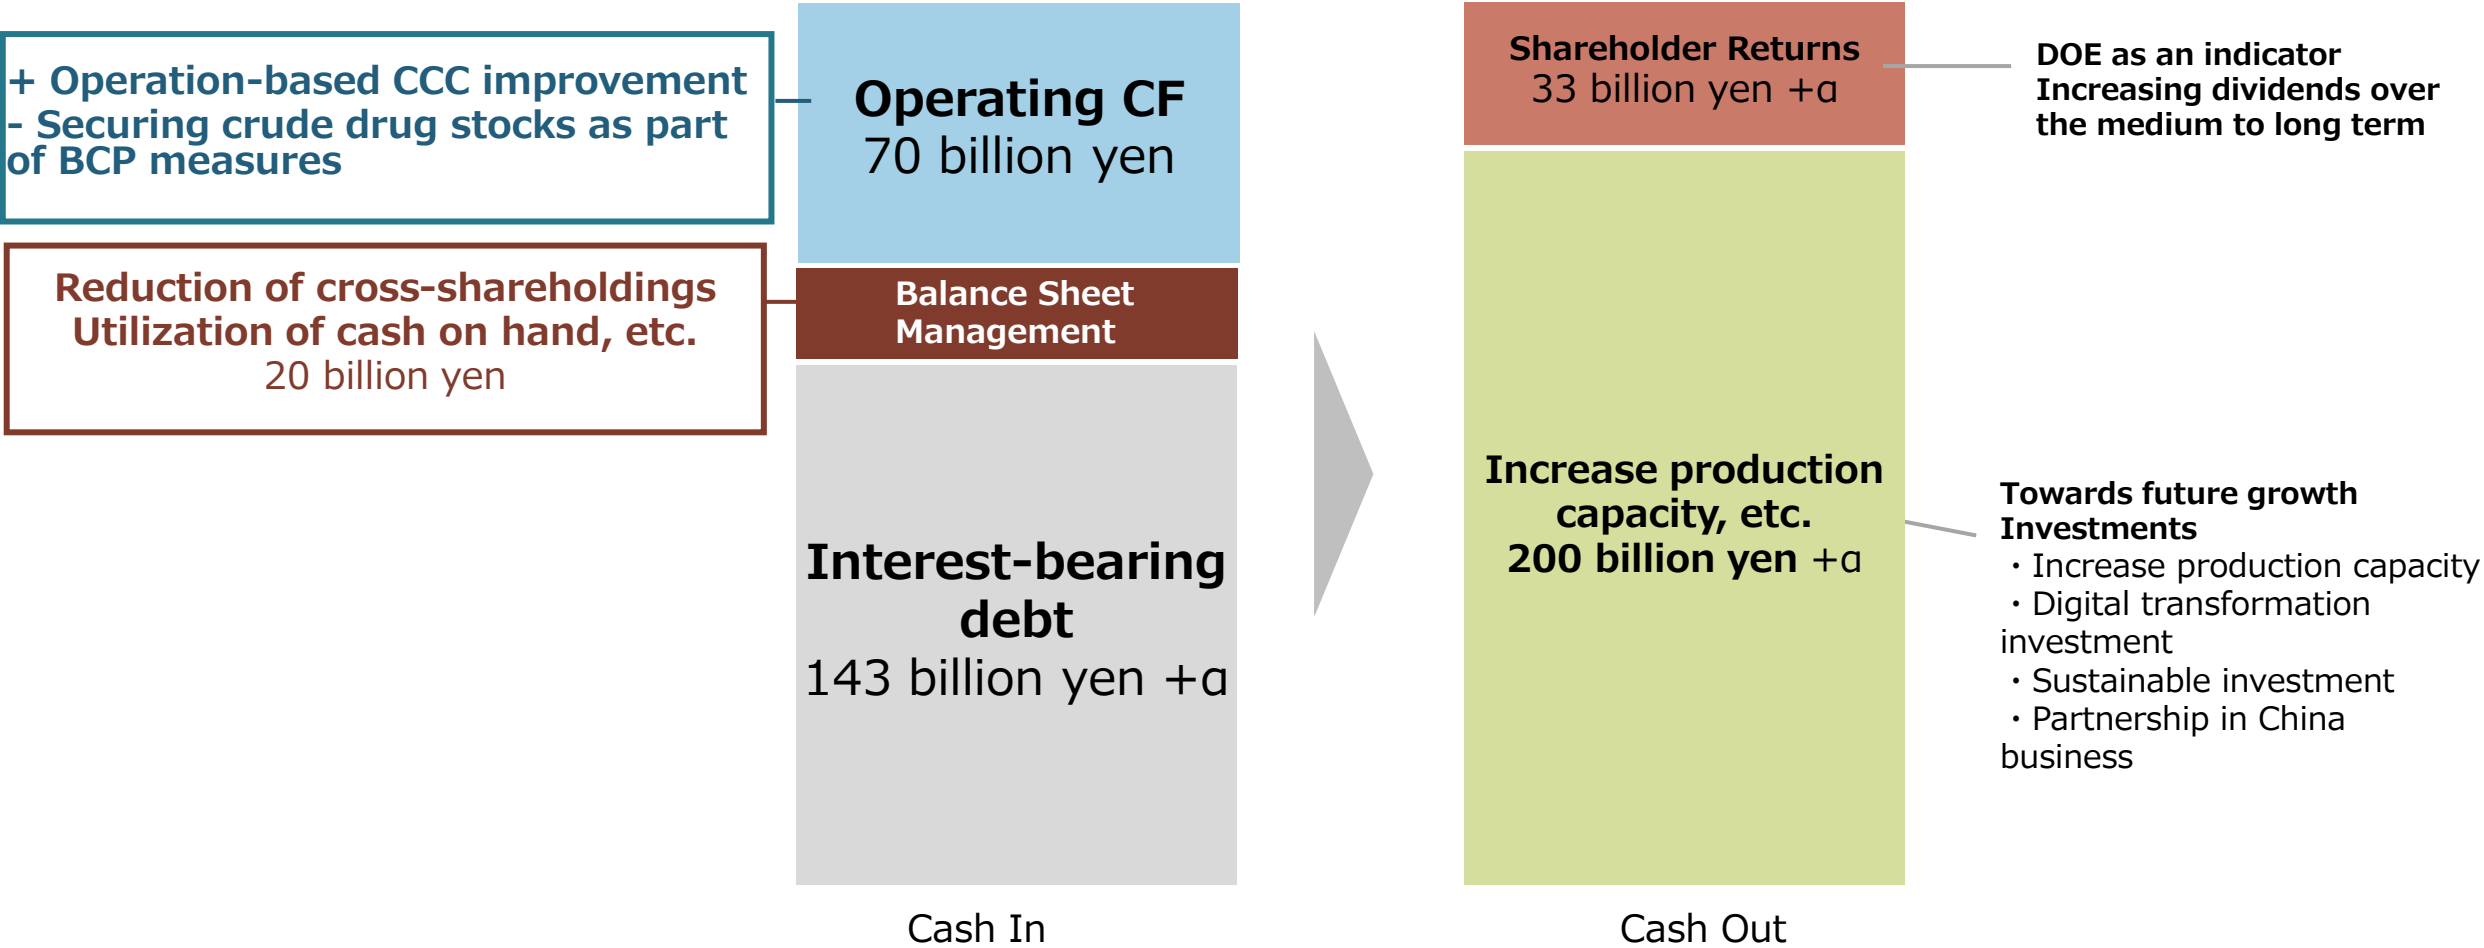 + Operation-based CCC improvement
- Securing crude drug stocks as part
of BCP measures
Reduction of cross-shareholdings
Utilization of cash on hand, etc.
20 billion yen
Operating CF
70 billion yen
Balance Sheet
Management
Interest-bearing
debt
143 billion yen +α
Cash In
Shareholder Returns
33 billion yen +α
Increase production
capacity, etc.
200 billion yen +α
Cash Out
DOE as an indicator
Increasing dividends over
the medium to long term
Towards future growth
Investments
・Increase production capacity
・Digital transformation
investment
・Sustainable investment
・Partnership in China
business